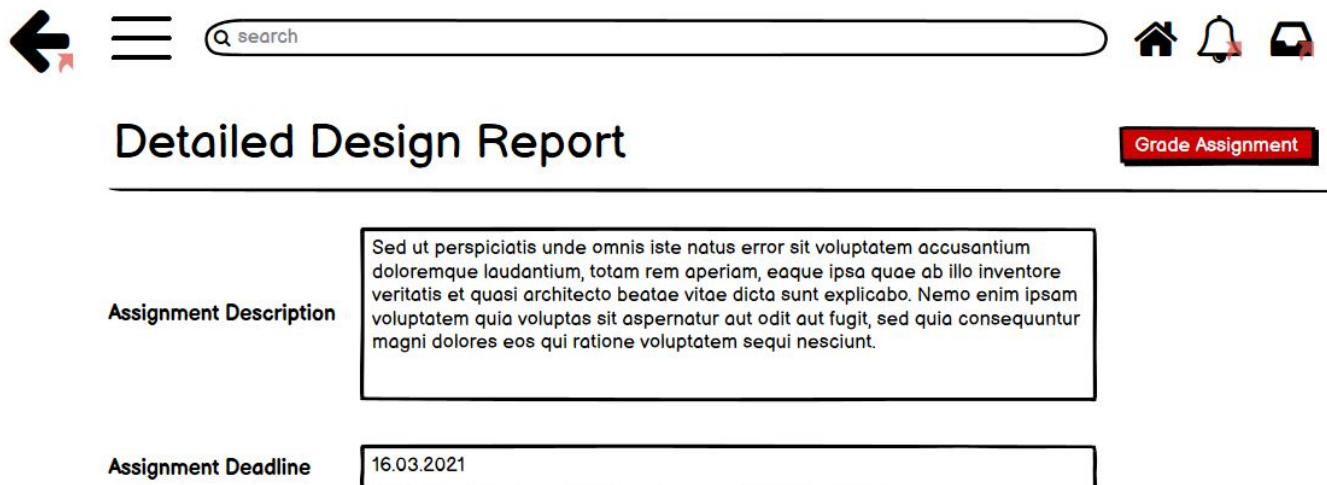 search
Detailed Design Report
Grade Assignment
Sed ut perspiciatis unde omnis iste natus error sit voluptatem accusantium
doloremque laudantium, totam rem aperiam, eaque ipsa quae ab illo inventore
veritatis et quasi architecto beatae vitae dicta sunt explicabo. Nemo enim ipsam
Assignment Description
voluptatem quia voluptas sit aspernatur aut odit aut fugit, sed quia consequuntur
magni dolores eos qui ratione voluptatem sequi nesciunt.
Assignment Deadline
16.03.2021